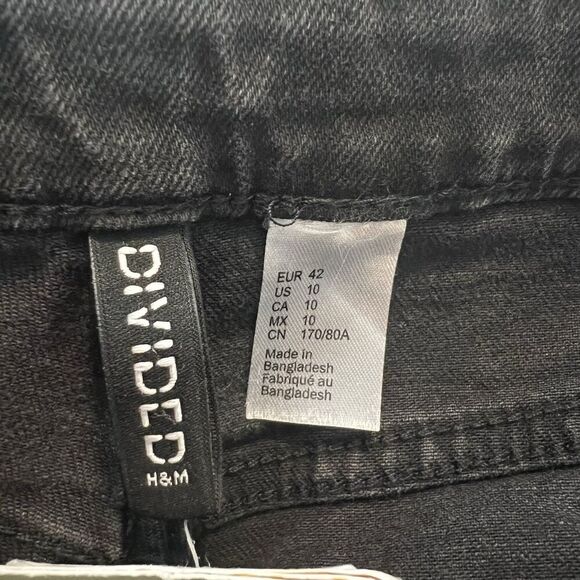 DIVIDED
H&M
EUR 42
US 10
CA 10
MX 10
CN 170/80A
Made in
Bangladesh
Fabriqué au
Bangladesh